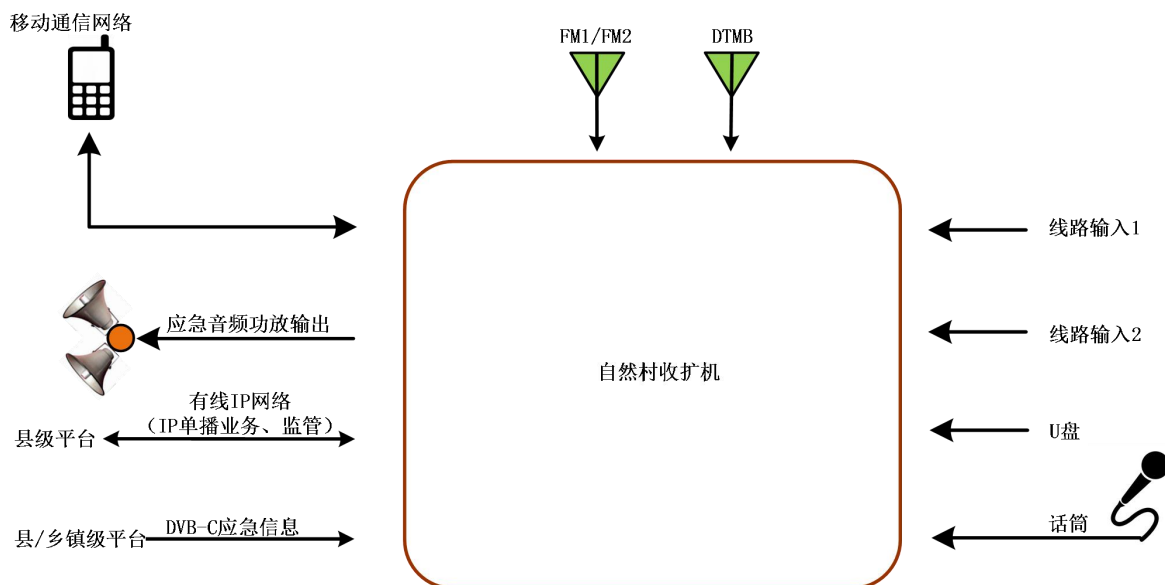 移动通信网络
FM1/FM2
DTMB
线路输入1
应急音频功放输出
线路输入2
自然村收扩机
有线IP网络
（IP单播业务、监管）
县级平台
U盘
县/乡镇级平台
DVB-C应急信息
话筒